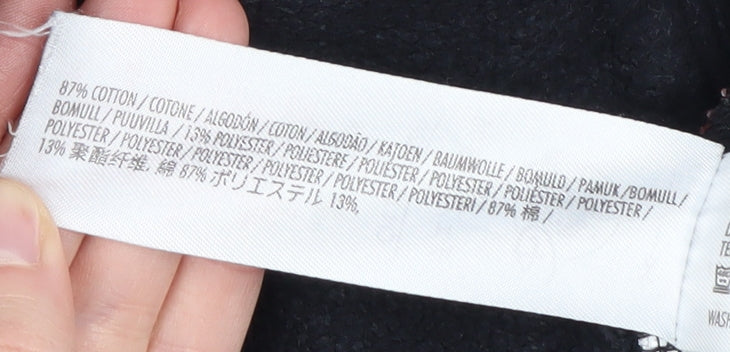 87% COTTON / COTONE / ALGODÓN / COTON / ALGODÃO / KATOEN / BAUMWOLLE / BOMULD / PAMUK / BOMULL /
BOMULL / PUUVILLA / 13% POLYESTER / POLIESTERE / POLIÉSTER / POLYESTER / POLIÉSTER / POLYESTER /
POLYESTER / POLYESTER / POLYESTER / POLYESTER / POLYESTERI / 87% 棉 /
13% 聚酯纤维, 綿 87% ポリエステル 13%,
WASH